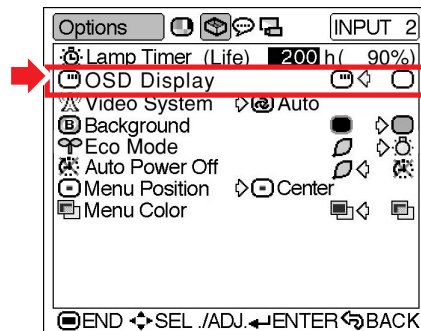 Options INPUT 2
Lamp Timer (Life) 200 h( 90%)
OSD Display
Video System Auto
B Background
Eco Mode
Auto Power Off
Menu Position Center
Menu Color
END SEL ./ADJ. ENTER BACK